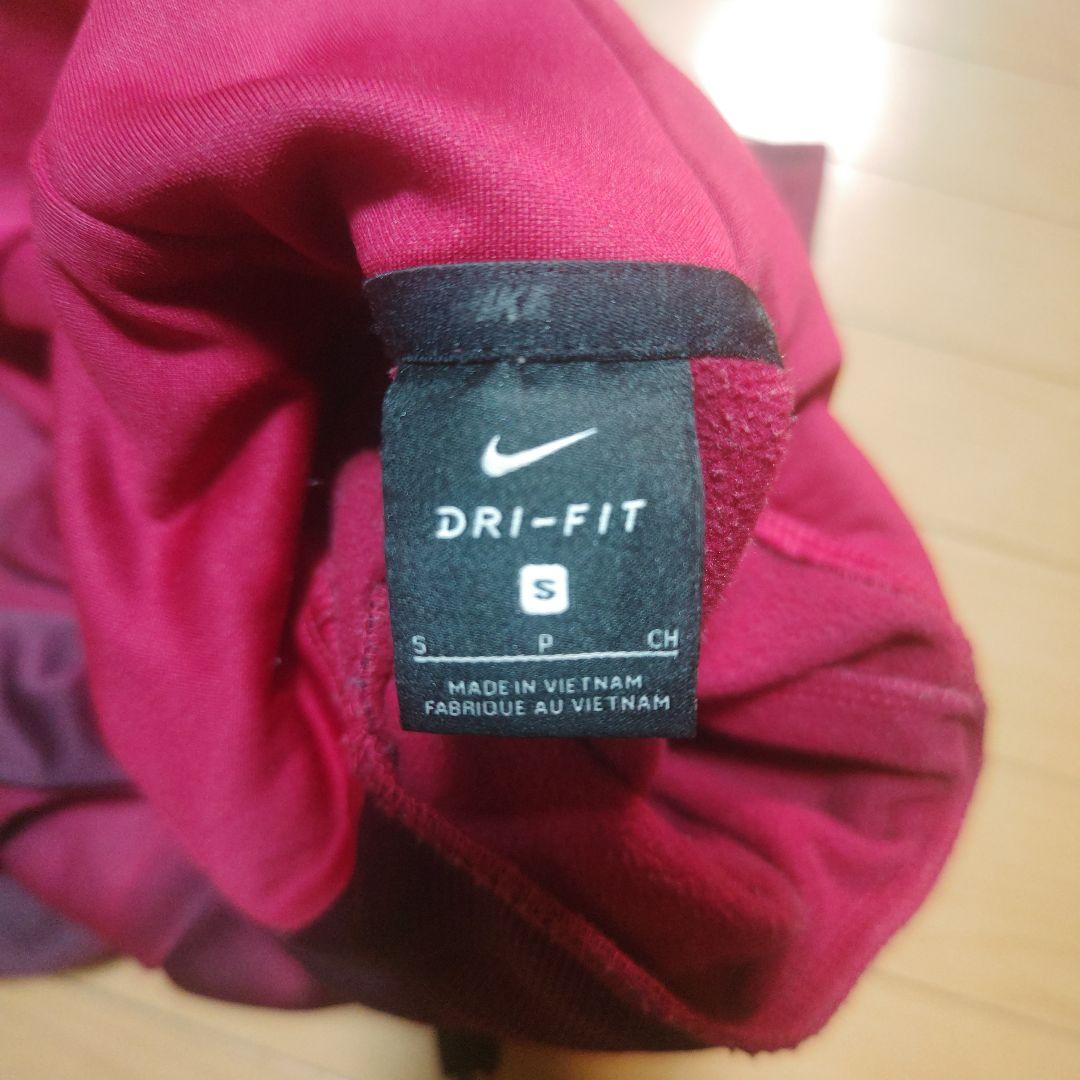 DRI-FIT
S
S P CH
MADE IN VIETNAM
FABRIQUE AU VIETNAM